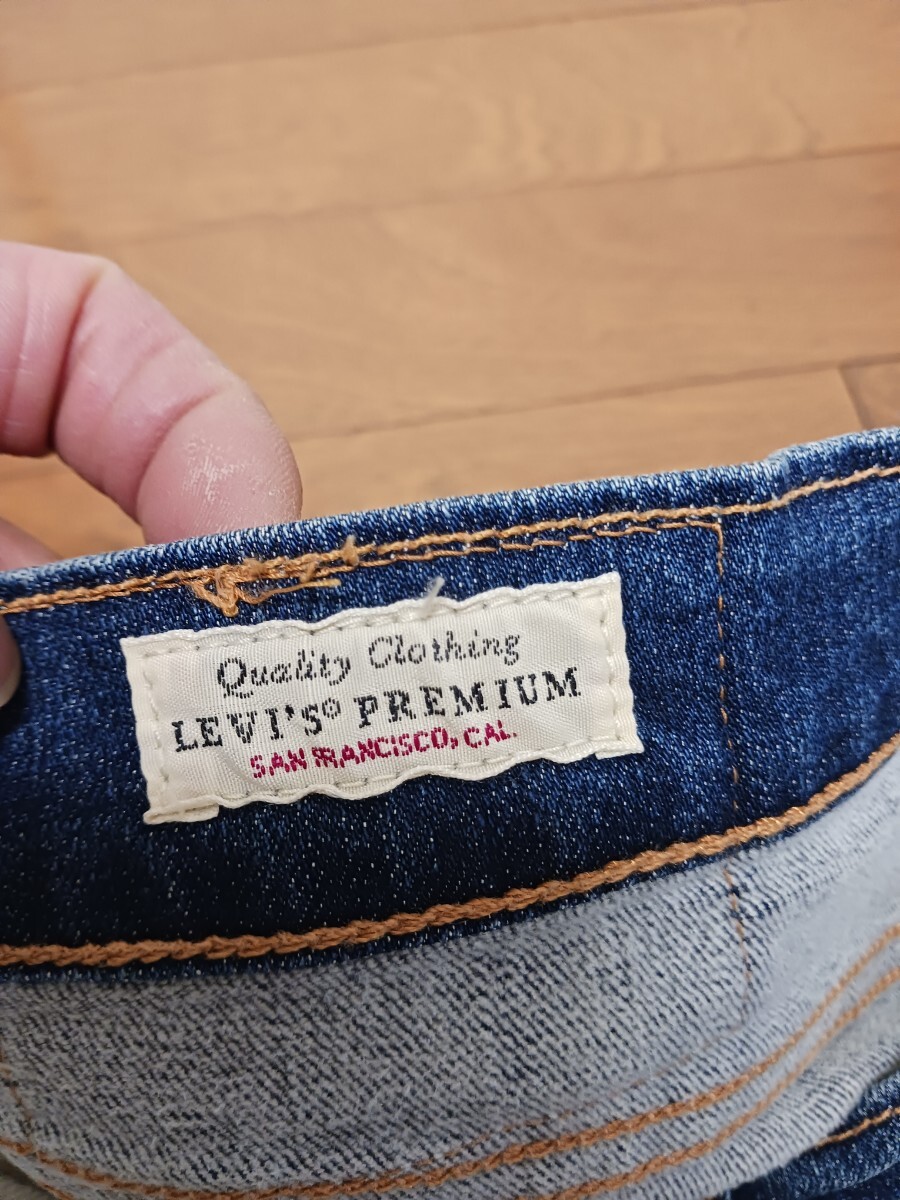 Quality Clothing
LEVI'S® PREMIUM
SAN FRANCISCO, CAL.